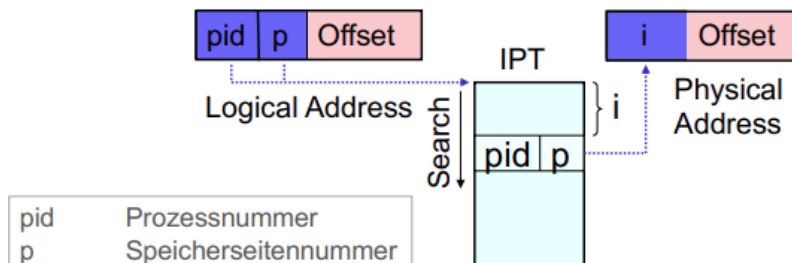 pid p Offset
i Offset
IPT
Logical Address
Physical
Address
i
Search
pid p
pid Prozessnummer
p Speicherseitennummer